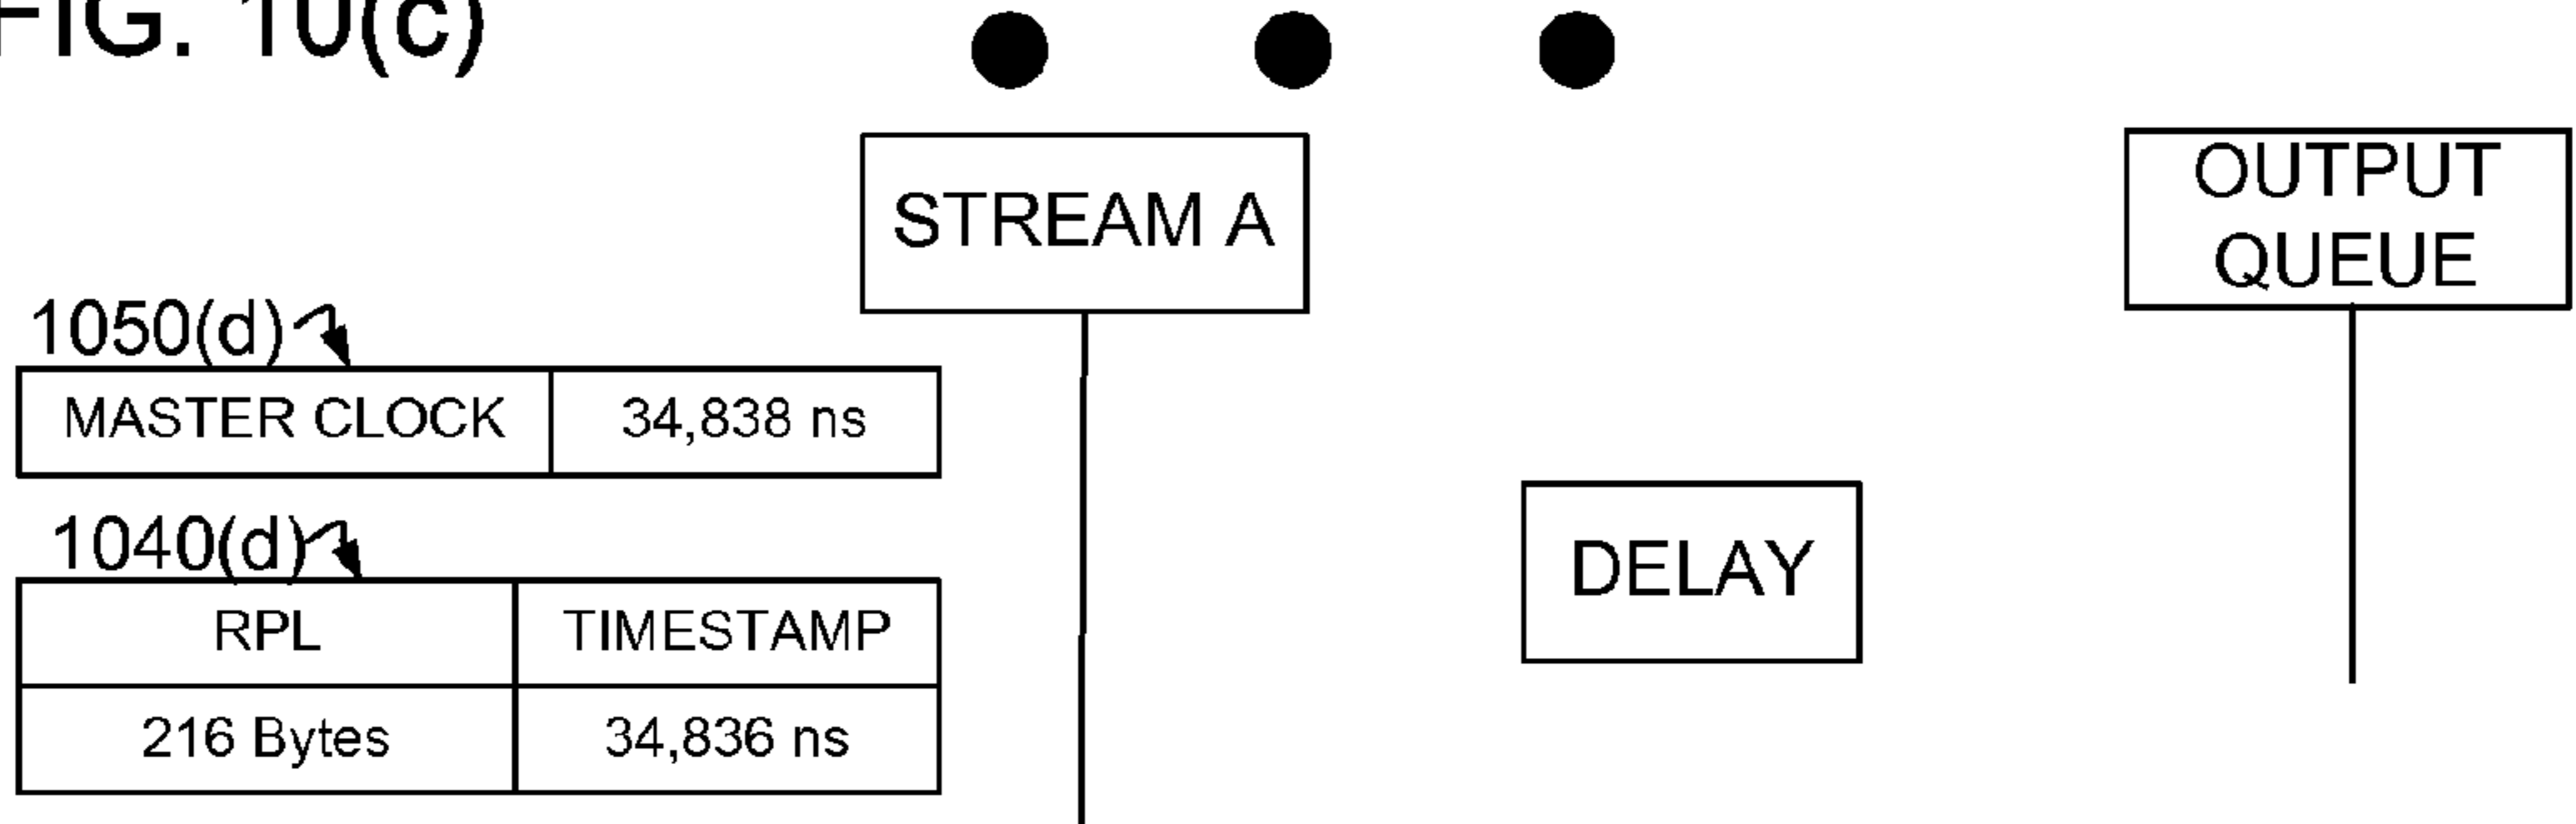 FIG. 10(c)
STREAM A
OUTPUT
QUEUE
1050(d)
MASTER CLOCK 34,838 ns
1040(d)
DELAY
RPL TIMESTAMP
216 Bytes 34,836 ns